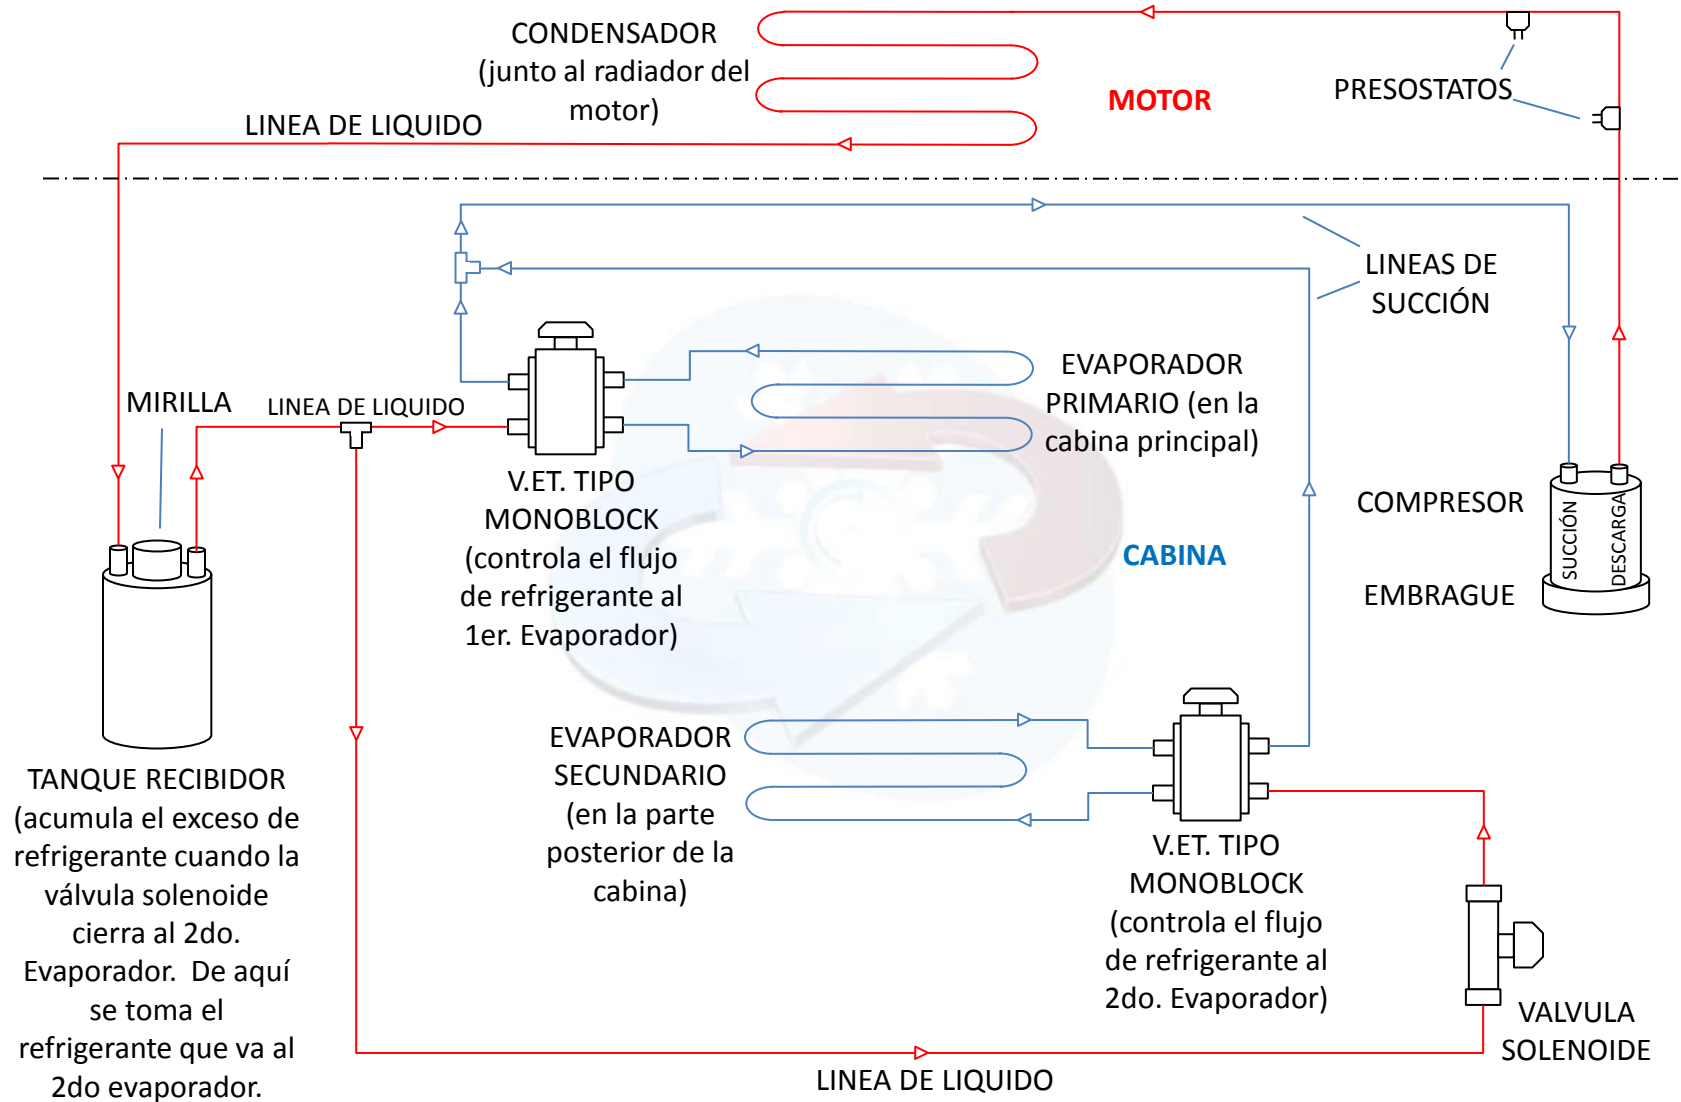 CONDENSADOR
(junto al radiador del
motor)
MOTOR
PRESOSTATOS
LINEA DE LIQUIDO
LINEAS DE
SUCCIÓN
MIRILLA
LINEA DE LIQUIDO
EVAPORADOR
PRIMARIO (en la
cabina principal)
V.ET. TIPO
MONOBLOCK
(controla el flujo
de refrigerante al
1er. Evaporador)
CABINA
COMPRESOR
SUCCIÓN
DESCARGA
EMBRAGUE
TANQUE RECIBIDOR
(acumula el exceso de
refrigerante cuando la
válvula solenoide
cierra al 2do.
Evaporador. De aquí
se toma el
refrigerante que va al
2do evaporador.
EVAPORADOR
SECUNDARIO
(en la parte
posterior de la
cabina)
V.ET. TIPO
MONOBLOCK
(controla el flujo
de refrigerante al
2do. Evaporador)
VALVULA
SOLENOIDE
LINEA DE LIQUIDO